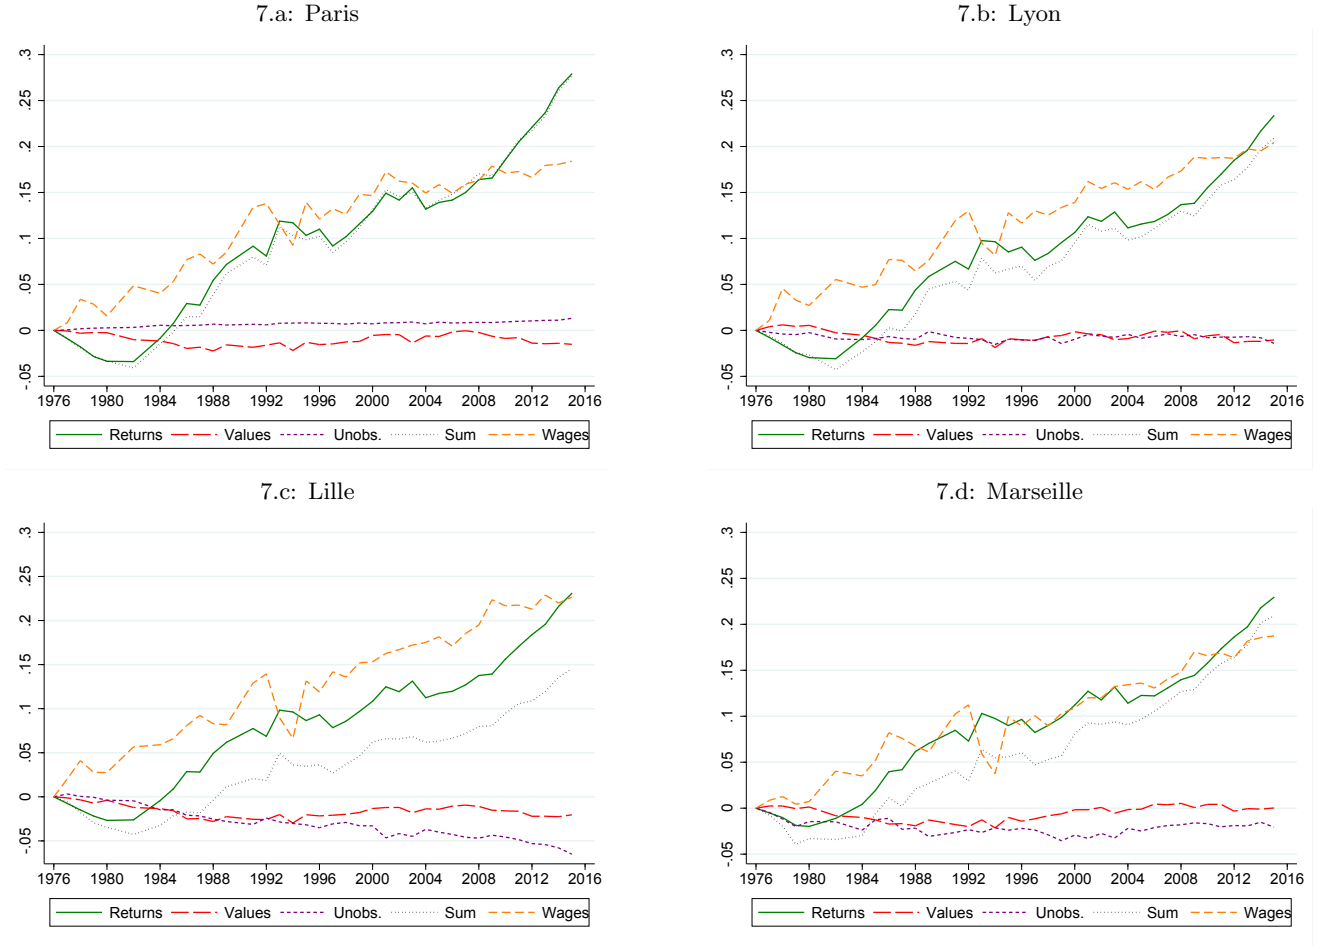 7.a: Paris
.3
.25
.2
.15
.1
.05
0
-.05
1976 1980 1984 1988 1992 1996 2000 2004 2008 2012 2016
Returns Values Unobs. Sum Wages
7.b: Lyon
.3
.25
.2
.15
.1
.05
0
-.05
1976 1980 1984 1988 1992 1996 2000 2004 2008 2012 2016
Returns Values Unobs. Sum Wages
7.c: Lille
.3
.25
.2
.15
.1
.05
0
-.05
1976 1980 1984 1988 1992 1996 2000 2004 2008 2012 2016
Returns Values Unobs. Sum Wages
7.d: Marseille
.3
.25
.2
.15
.1
.05
0
-.05
1976 1980 1984 1988 1992 1996 2000 2004 2008 2012 2016
Returns Values Unobs. Sum Wages